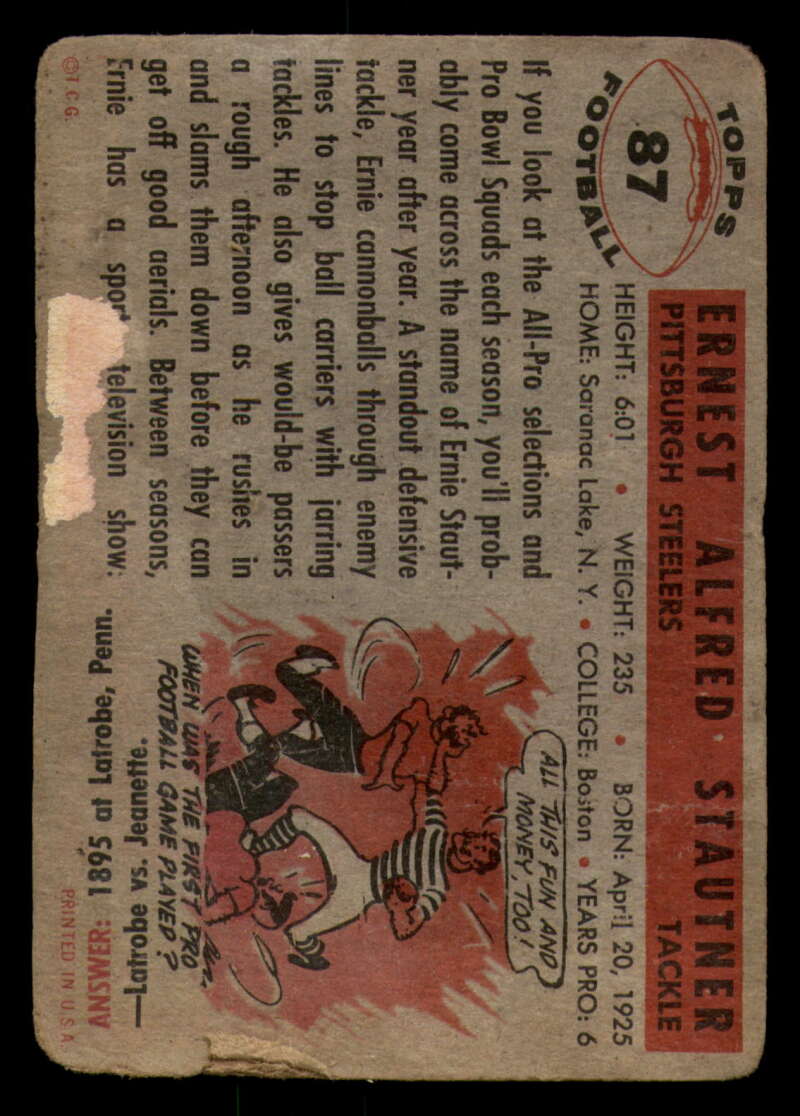 TOPPS
87
FOOTBALL
ERNEST ALFRED STAUTNER
PITTSBURGH STEELERS TACKLE
HEIGHT: 6:01 • WEIGHT: 235 • BORN: April 20, 1925
HOME: Saranac Lake, N. Y. • COLLEGE: Boston • YEARS PRO: 6
If you look at the All-Pro selections and
Pro Bowl Squads each season, you'll prob-
ably come across the name of Ernie Staut-
ner year after year. A standout defensive
tackle, Ernie cannonballs through enemy
lines to stop ball carriers with jarring
tackles. He also gives would-be passers
a rough afternoon as he rushes in
and slams them down before they can
get off good aerials. Between seasons,
Ernie has a sport television show.
ALL THIS FUN AND
MONEY, TOO!
WHEN WAS THE FIRST PRO
FOOTBALL GAME PLAYED?
ANSWER: 1895 at Latrobe, Penn.
—Latrobe vs. Jeanette.
©T.C.G.
PRINTED IN U.S.A.